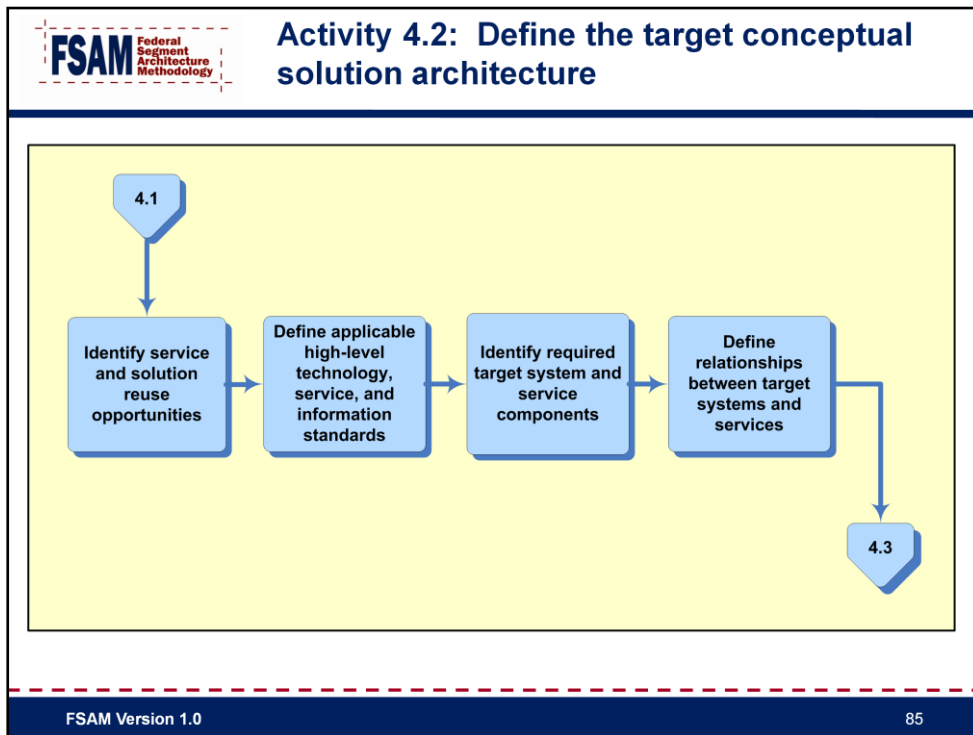 FSAM
Federal
Segment
Architecture
Methodology
Activity 4.2: Define the target conceptual
solution architecture
4.1
Identify service
and solution
reuse
opportunities
Define applicable
high-level
technology,
service, and
information
standards
Identify required
target system and
service
components
Define
relationships
between target
systems and
services
4.3
FSAM Version 1.0
85